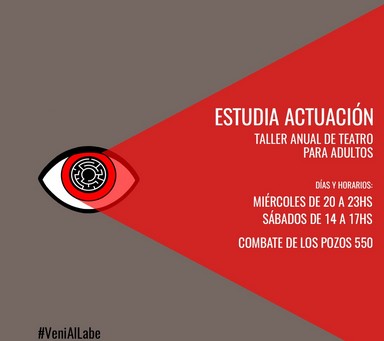 ESTUDIA ACTUACIÓN
TALLER ANUAL DE TEATRO
PARA ADULTOS
DÍAS Y HORARIOS:
MIÉRCOLES DE 20 A 23HS
SÁBADOS DE 14 A 17HS
COMBATE DE LOS POZOS 550
#VeniAlLabe